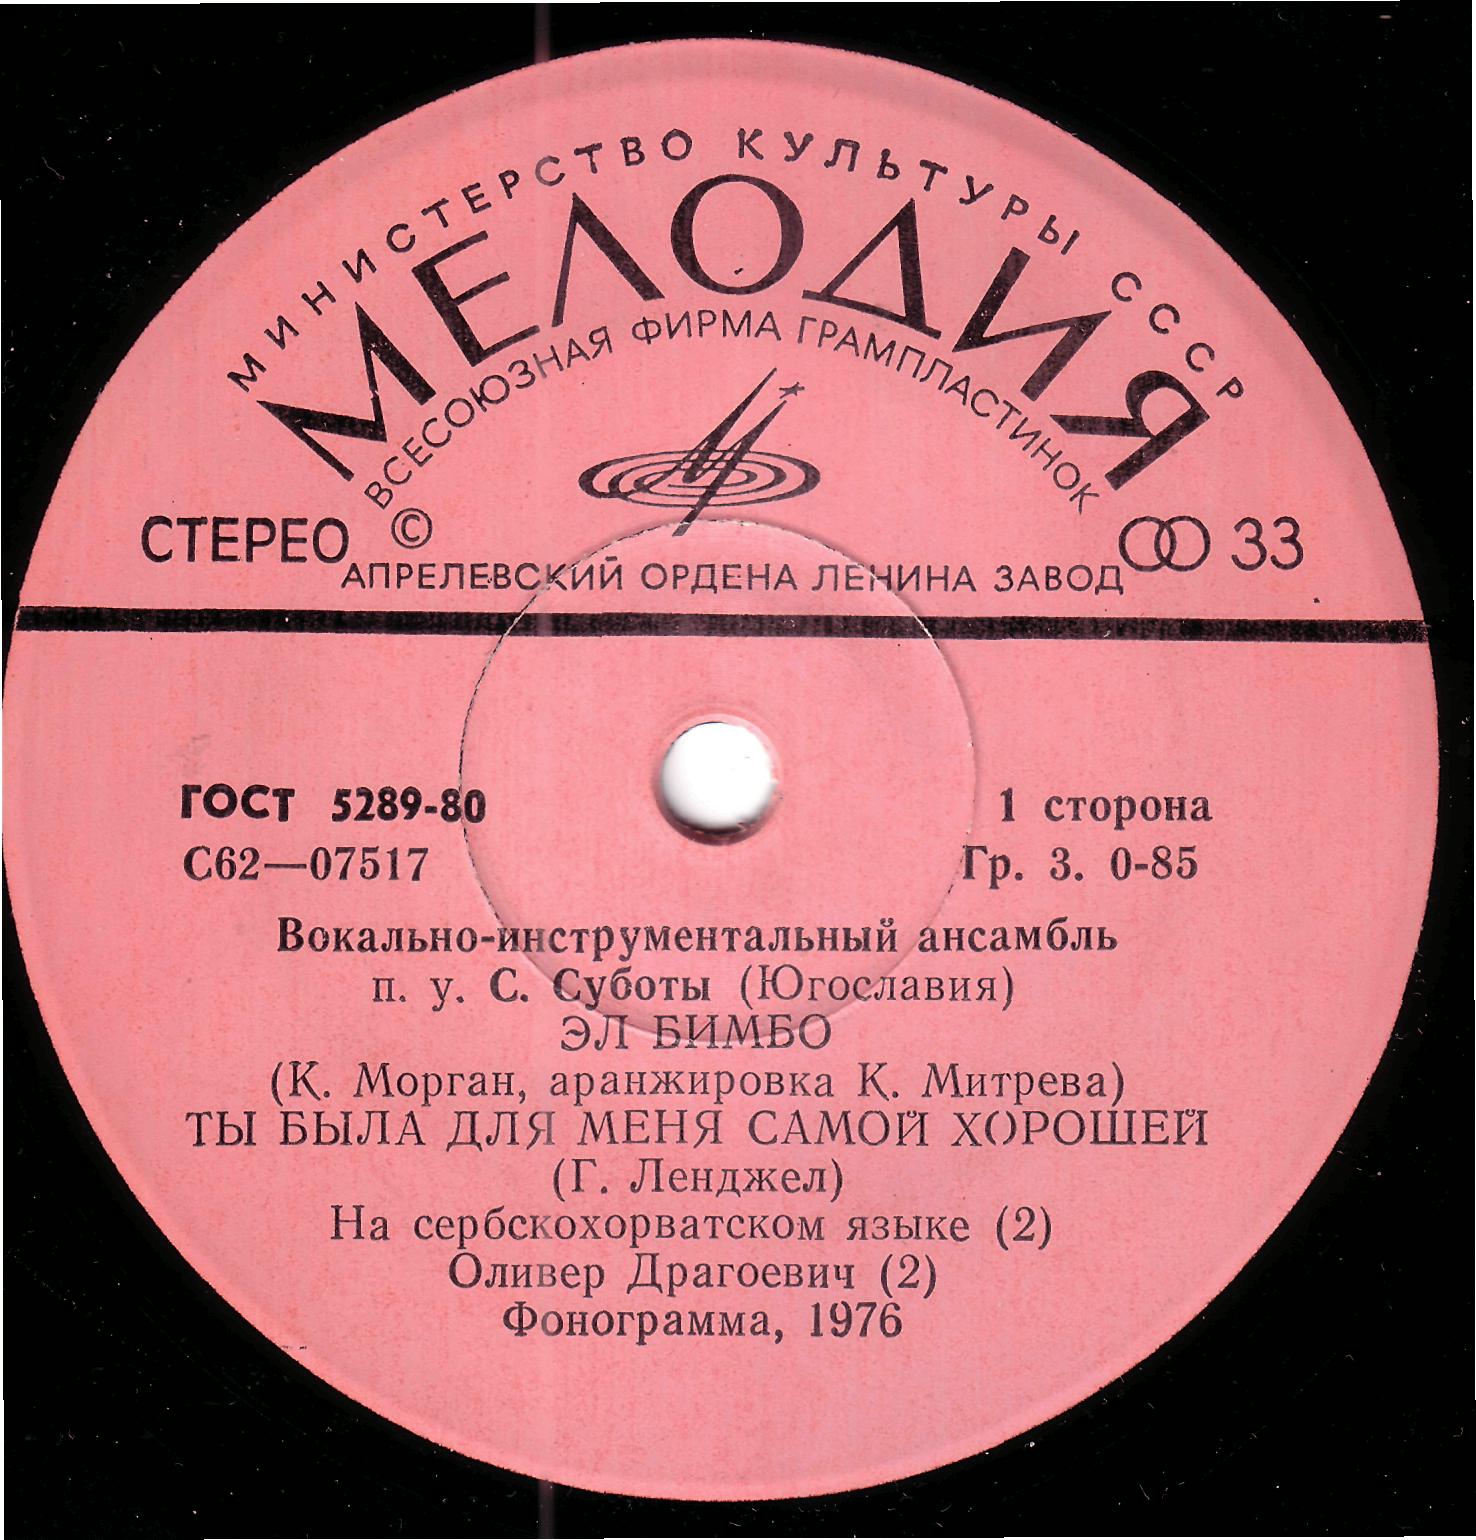 МИНИСТЕРСТВО КУЛЬТУРЫ СССР
МЕЛОДИЯ
ВСЕСОЮЗНАЯ ФИРМА ГРАМПЛАСТИНОК
СТЕРЕО © 33
АПРЕЛЕВСКИЙ ОРДЕНА ЛЕНИНА ЗАВОД
ГОСТ 5289-80 1 сторона
С62—07517 Гр. 3. 0-85
Вокально-инструментальный ансамбль
п. у. С. Суботы (Югославия)
ЭЛ БИМБО
(К. Морган, аранжировка К. Митрева)
ТЫ БЫЛА ДЛЯ МЕНЯ САМОЙ ХОРОШЕЙ
(Г. Ленджел)
На сербскохорватском языке (2)
Оливер Драгоевич (2)
Фонограмма, 1976